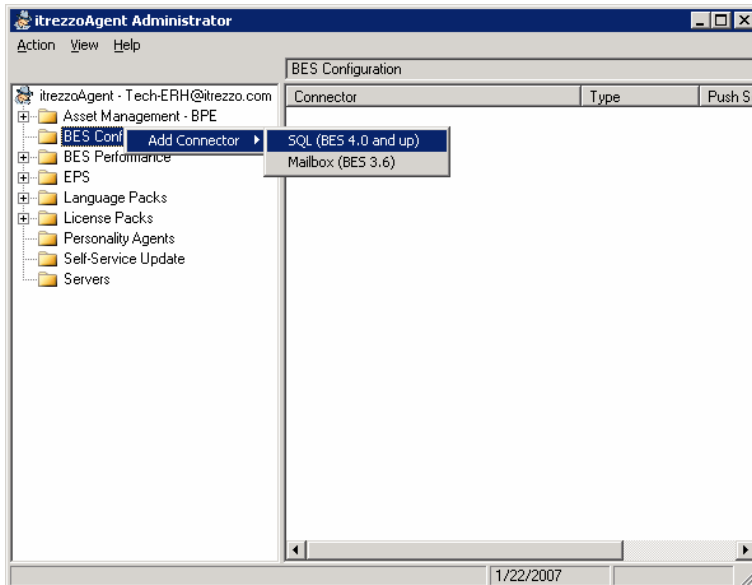 itrezzoAgent Administrator
Action View Help
BES Configuration
itrezzoAgent - Tech-ERH@itrezzo.com
Connector Type Push S
Asset Management - BPE
BES Conf
Add Connector
SQL (BES 4.0 and up)
BES Performance
Mailbox (BES 3.6)
EPS
Language Packs
License Packs
Personality Agents
Self-Service Update
Servers
1/22/2007